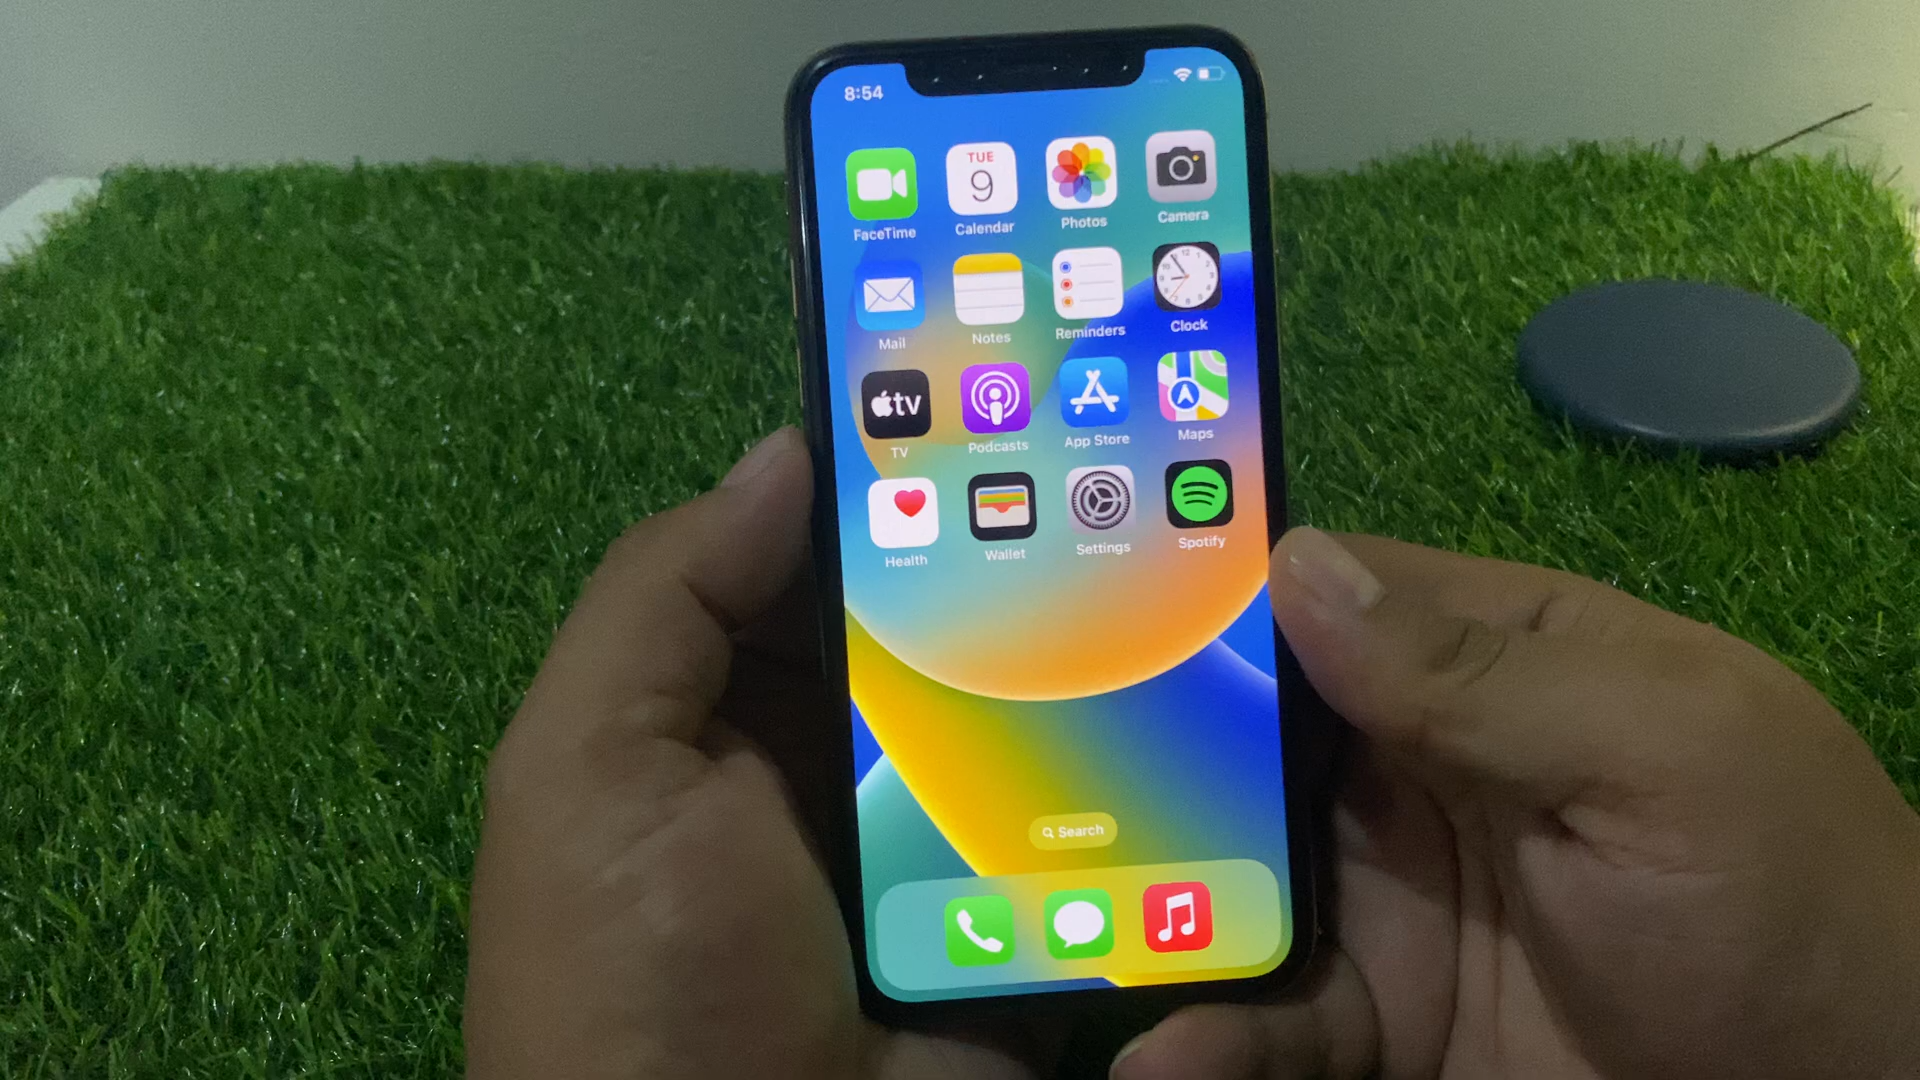 8:54
TUE
9
FaceTime Calendar Photos Camera
Mail Notes Reminders Clock
tv
TV Podcasts App Store Maps
Health Wallet Settings Spotify
Search